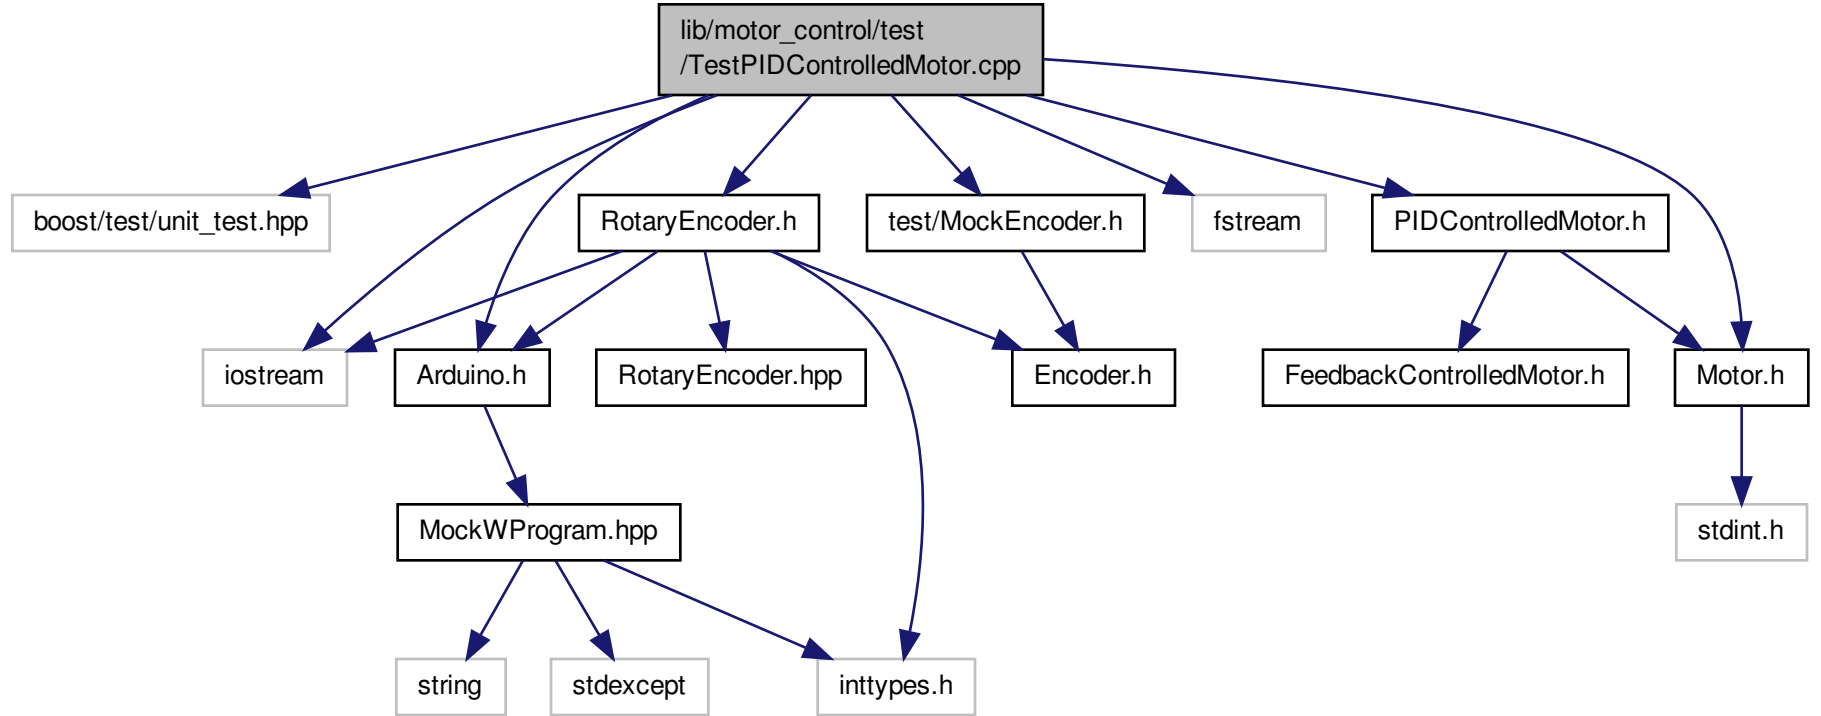 lib/motor_control/test
/TestPIDControlledMotor.cpp
boost/test/unit_test.hpp
RotaryEncoder.h
test/MockEncoder.h
fstream
PIDControlledMotor.h
iostream
Arduino.h
RotaryEncoder.hpp
Encoder.h
FeedbackControlledMotor.h
Motor.h
MockWProgram.hpp
stdint.h
string
stdexcept
inttypes.h